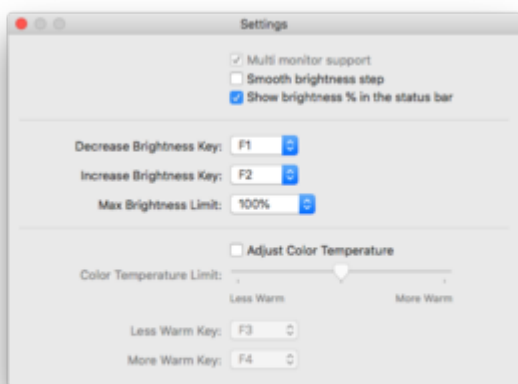 Settings
Multi monitor support
Smooth brightness step
Show brightness % in the status bar
Decrease Brightness Key: F1
Increase Brightness Key: F2
Max Brightness Limit: 100%
Adjust Color Temperature
Color Temperature Limit:
Less Warm More Warm
Less Warm Key: F3
More Warm Key: F4